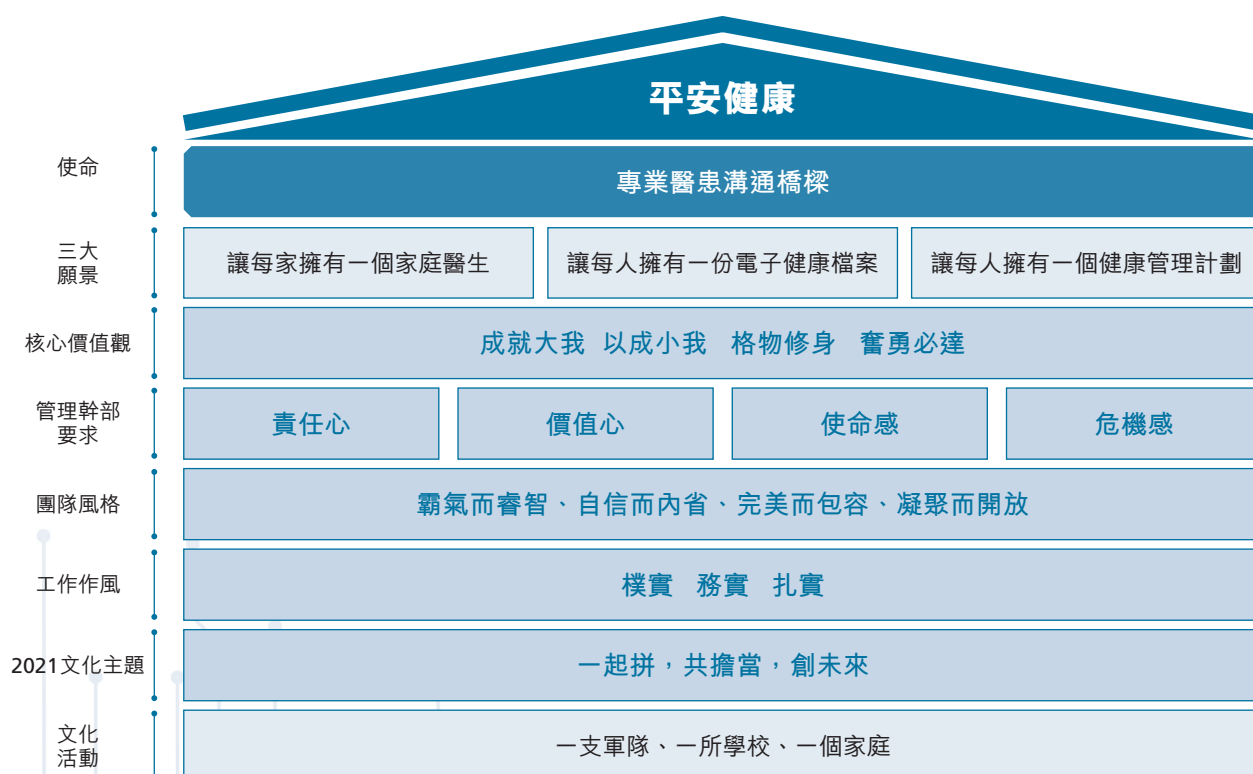 平安健康
使命
專業醫患溝通橋樑
三大
願景
讓每家擁有一個家庭醫生
讓每人擁有一份電子健康檔案
讓每人擁有一個健康管理計劃
核心價值觀
成就大我 以成小我 格物修身 奮勇必達
管理幹部
要求
責任心
價值心
使命感
危機感
團隊風格
霸氣而睿智、自信而內省、完美而包容、凝聚而開放
工作作風
樸實 務實 扎實
2021文化主題
一起拼，共擔當，創未來
文化
活動
一支軍隊、一所學校、一個家庭